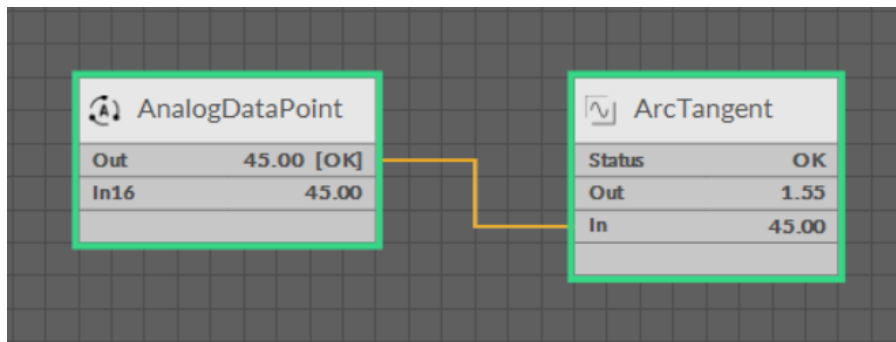 AnalogDataPoint
Out 45.00 [OK]
In16 45.00
ArcTangent
Status OK
Out 1.55
In 45.00